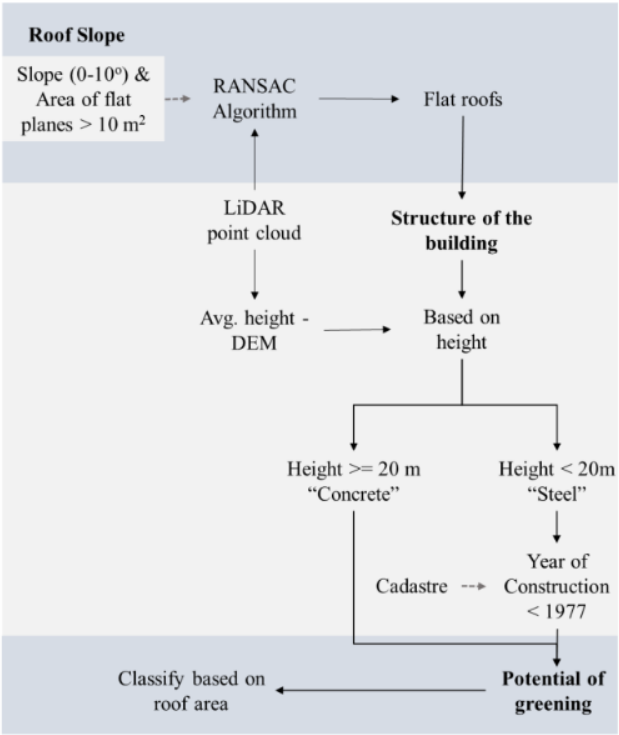 Roof Slope
Slope (0-10º) &
Area of flat
planes > 10 m²
RANSAC
Algorithm
Flat roofs
LiDAR
point cloud
Structure of the
building
Avg. height -
DEM
Based on
height
Height >= 20 m
“Concrete”
Height < 20m
“Steel”
Cadastre
Year of
Construction
< 1977
Classify based on
roof area
Potential of
greening